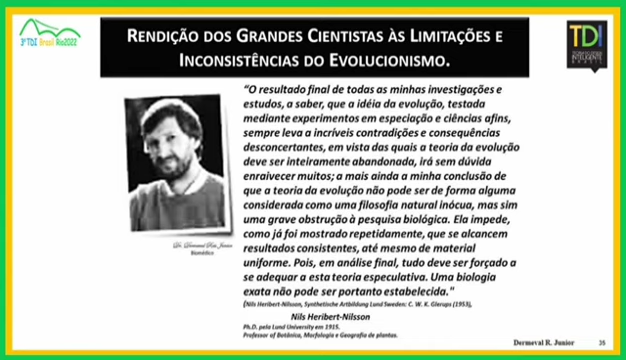 3º TDI Brasil Rio2022
RENDIÇÃO DOS GRANDES CIENTISTAS ÀS LIMITAÇÕES E
INCONSISTÊNCIAS DO EVOLUCIONISMO.
TDI
"O resultado final de todas as minhas investigações e
estudos, a saber, que a idéia da evolução, testada
mediante experimentos em especiação e ciências afins,
sempre leva a incríveis contradições e consequências
desconcertantes, em vista das quais a teoria da evolução
deve ser inteiramente abandonada, irá sem dúvida
enraivecer muitos; a mais ainda a minha conclusão de
que a teoria da evolução não pode ser de forma alguma
considerada como uma filosofia natural inócua, mas sim
uma grave obstrução à pesquisa biológica. Ela impede,
como já foi mostrado repetidamente, que se alcancem
resultados consistentes, até mesmo de material
uniforme. Pois, em análise final, tudo deve ser forçado a
se adequar a esta teoria especulativa. Uma biologia
exata não pode ser portanto estabelecida."
(Nils Heribert-Nilsson, Synthetische Artbildung Lund Sweden: C. W. K. Glerups (1953),
Nils Heribert-Nilsson
Ph.D. pela Lund University em 1915.
Professor de Botânica, Morfologia e Geografia de plantas.
Biomédico
Dermeval R. Junior
35